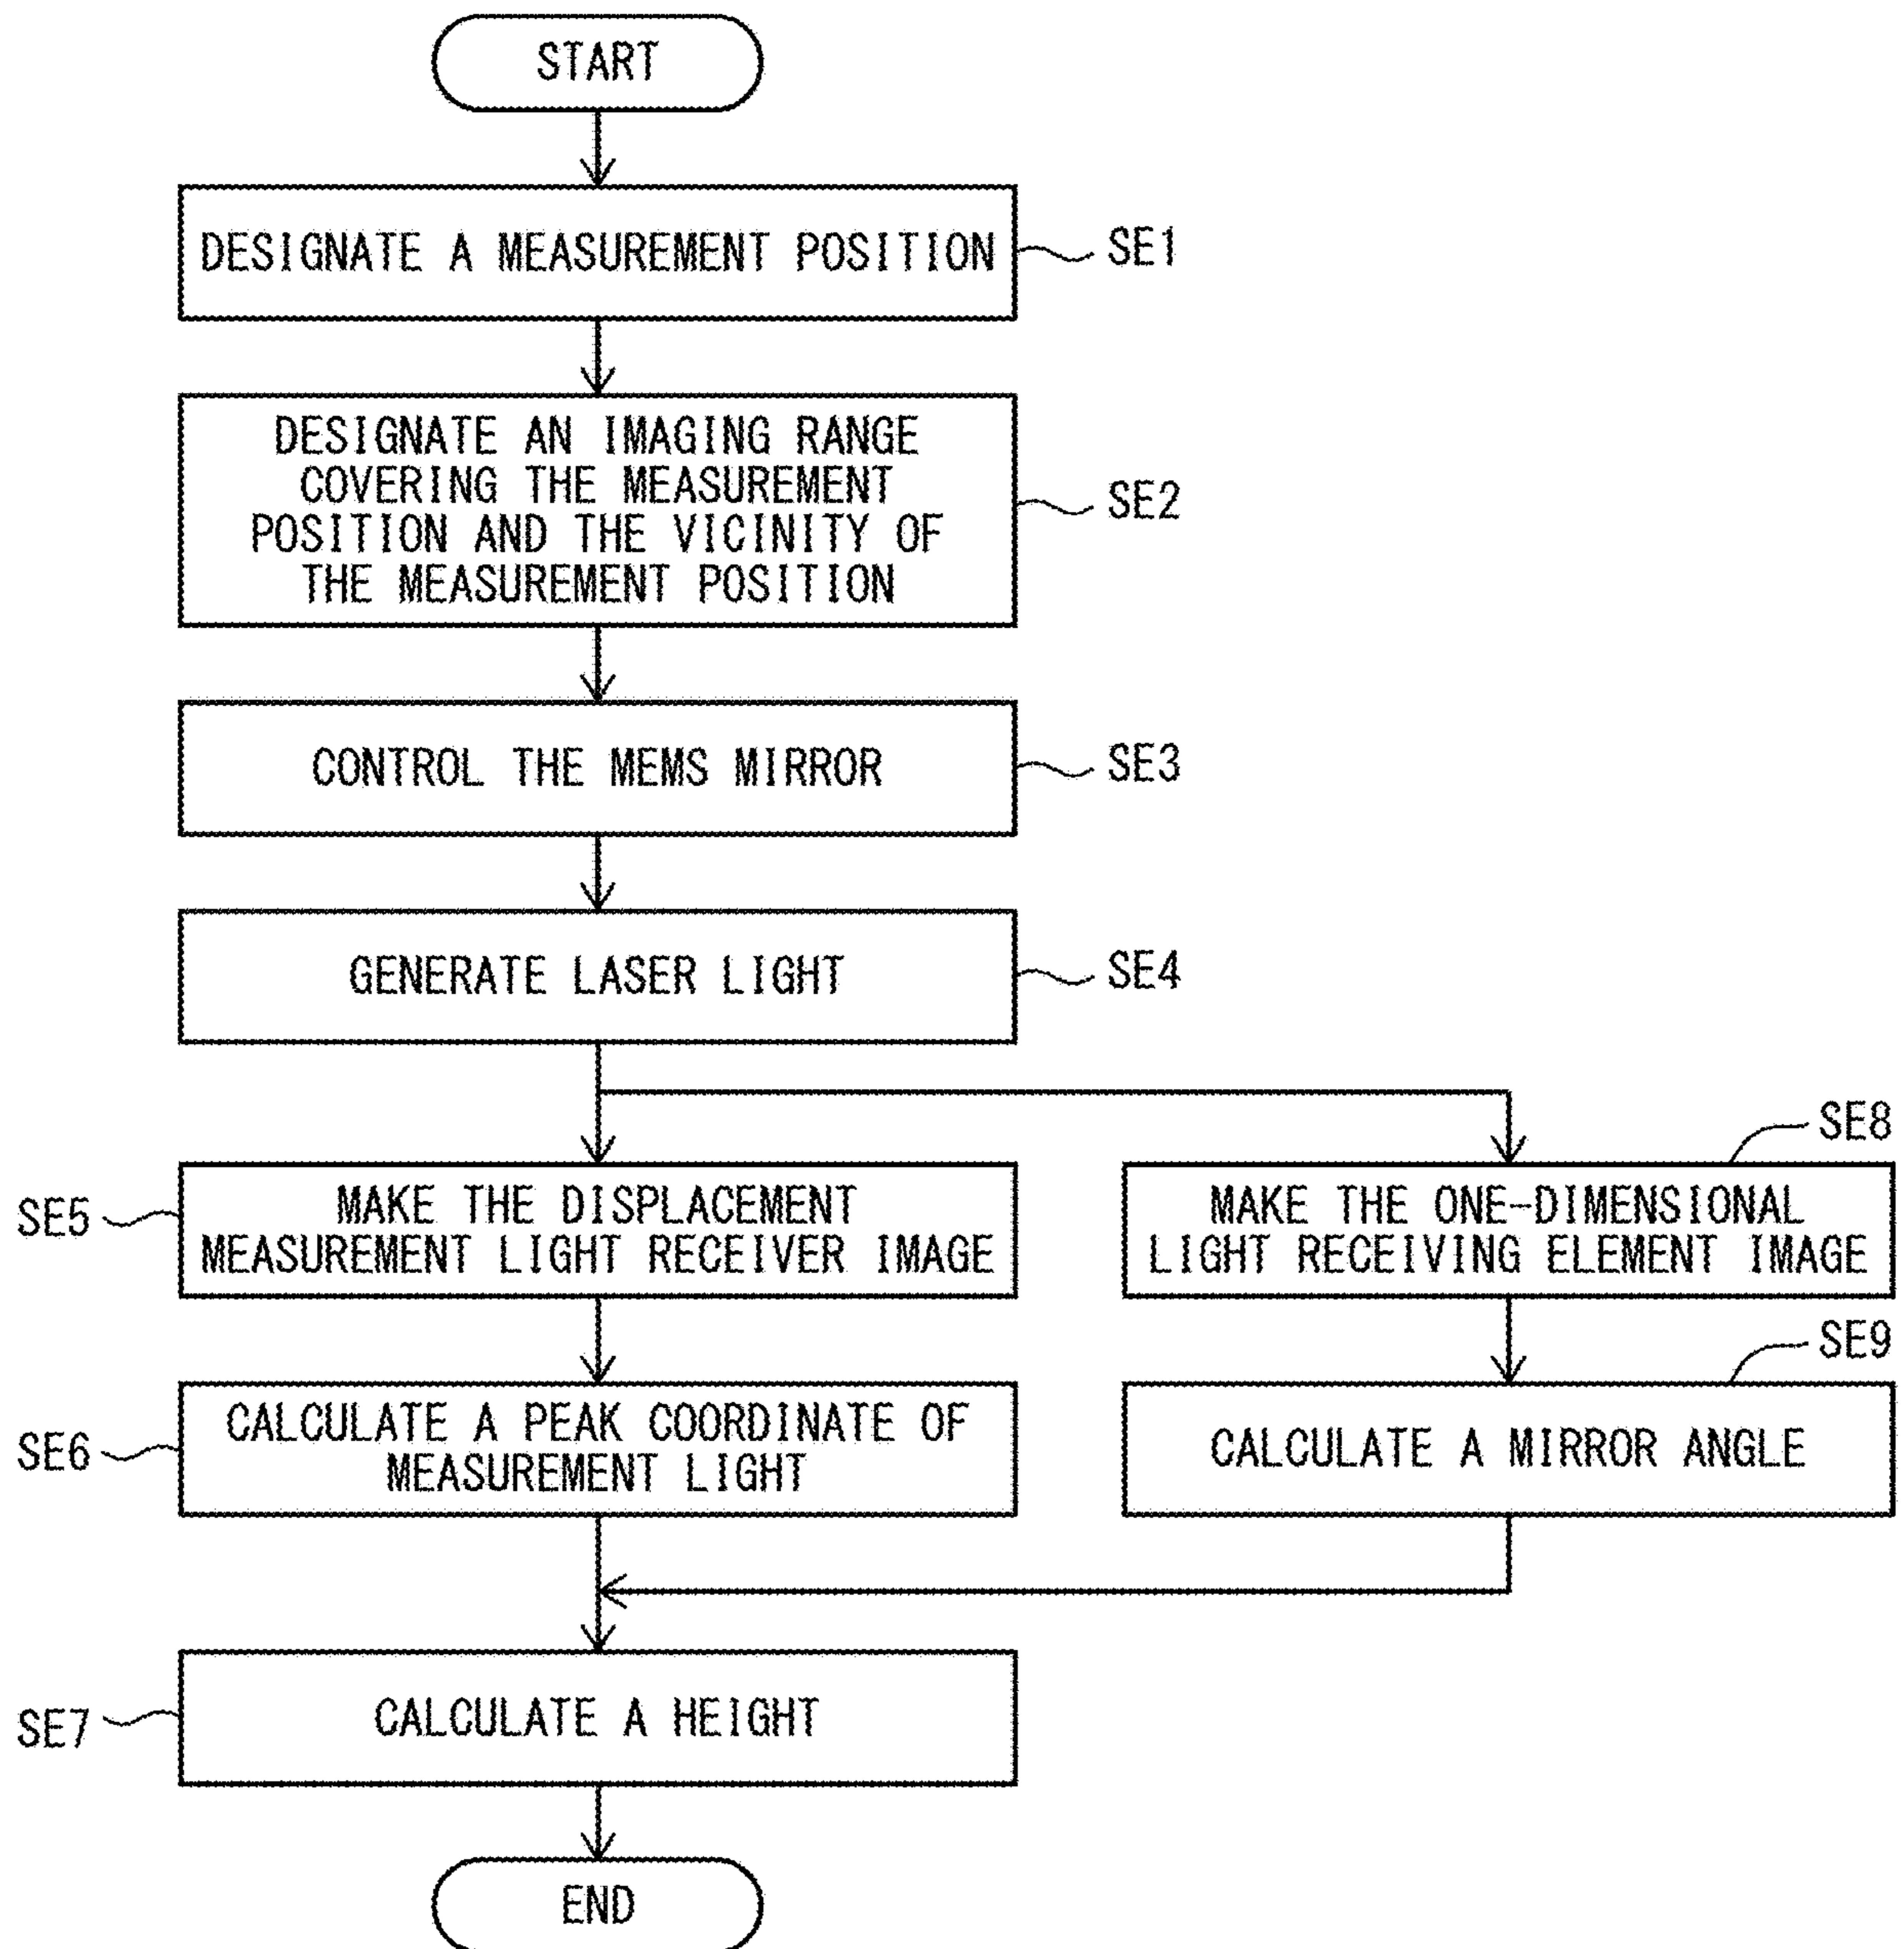 START
DESIGNATE A MEASUREMENT POSITION
SE1
DESIGNATE AN IMAGING RANGE
COVERING THE MEASUREMENT
POSITION AND THE VICINITY OF
THE MEASUREMENT POSITION
SE2
CONTROL THE MEMS MIRROR
SE3
GENERATE LASER LIGHT
SE4
SE5
MAKE THE DISPLACEMENT
MEASUREMENT LIGHT RECEIVER IMAGE
SE8
MAKE THE ONE-DIMENSIONAL
LIGHT RECEIVING ELEMENT IMAGE
SE6
CALCULATE A PEAK COORDINATE OF
MEASUREMENT LIGHT
SE9
CALCULATE A MIRROR ANGLE
SE7
CALCULATE A HEIGHT
END